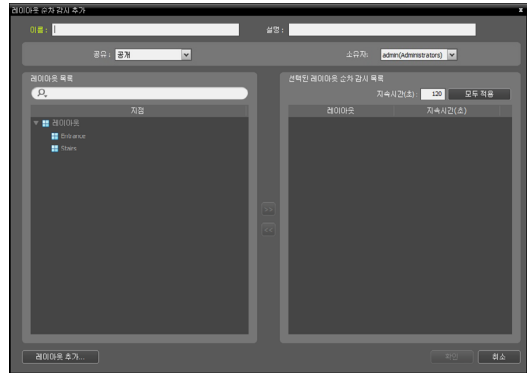 레이아웃 순차 감시 추가
이름 :
설명 :
공유 : 공개
소유자: admin(Administrators)
레이아웃 목록
지점
레이아웃
Entrance
Stairs
>>
<<
선택된 레이아웃 순차 감시 목록
지속시간(초): 120 모두 적용
레이아웃 지속시간(초)
레이아웃 추가...
확인 취소